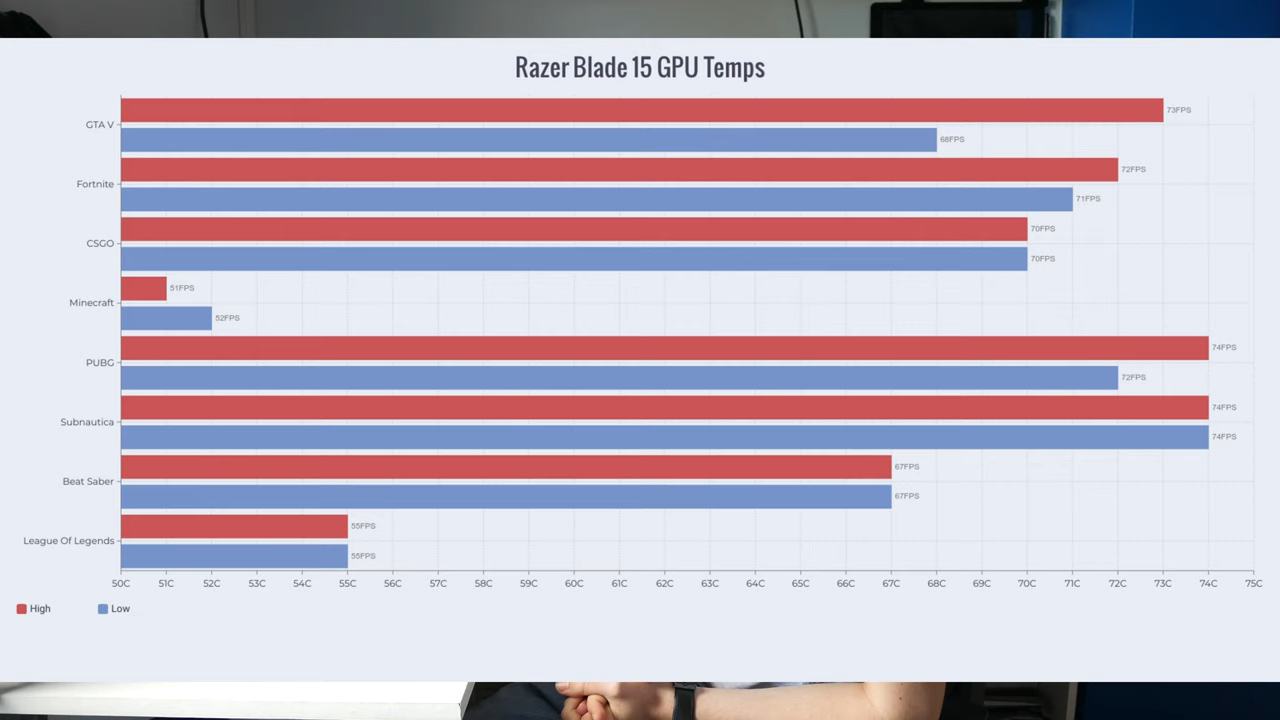 Razer Blade 15 GPU Temps
GTA V
73FPS
68FPS
Fortnite
72FPS
71FPS
CSGO
70FPS
70FPS
Minecraft
51FPS
52FPS
PUBG
74FPS
72FPS
Subnautica
74FPS
74FPS
Beat Saber
67FPS
67FPS
League Of Legends
55FPS
55FPS
50C 51C 52C 53C 54C 55C 56C 57C 58C 59C 60C 61C 62C 63C 64C 65C 66C 67C 68C 69C 70C 71C 72C 73C 74C 75C
High Low